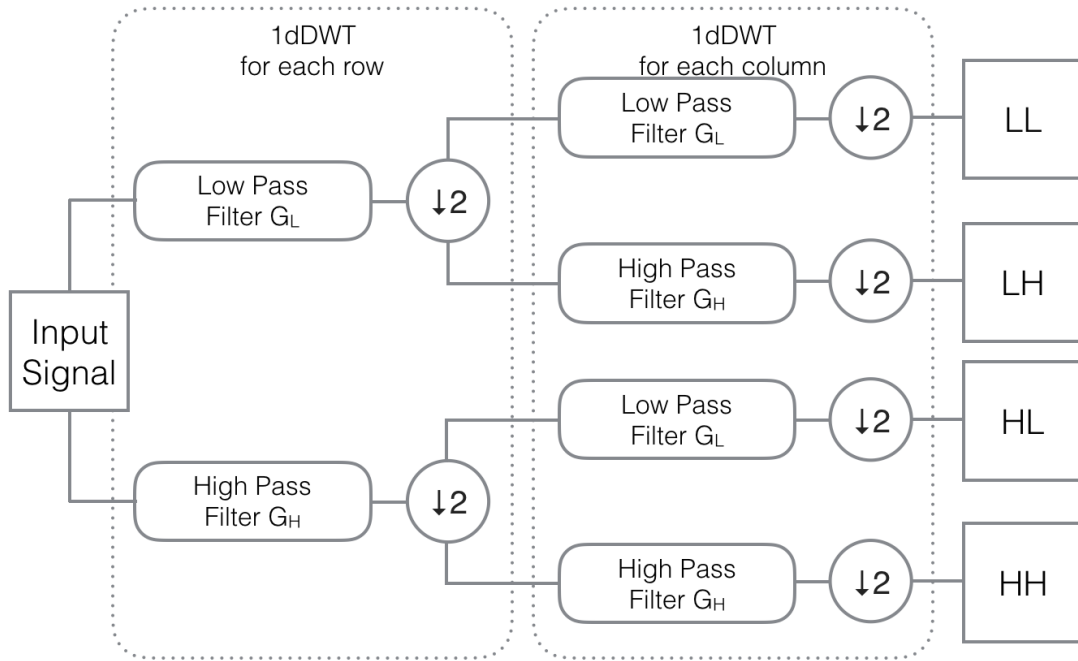 1dDWT
for each row
1dDWT
for each column
Low Pass
Filter GL
↓2
LL
Low Pass
Filter GL
↓2
High Pass
Filter GH
↓2
LH
Input
Signal
Low Pass
Filter GL
↓2
HL
High Pass
Filter GH
↓2
High Pass
Filter GH
↓2
HH